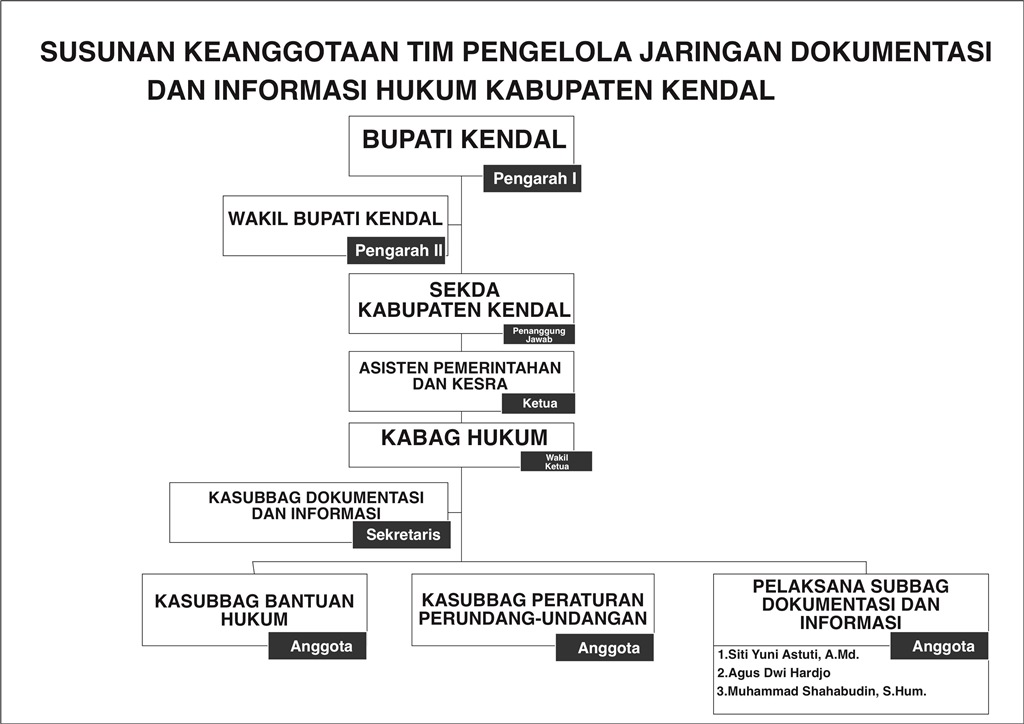 SUSUNAN KEANGGOTAAN TIM PENGELOLA JARINGAN DOKUMENTASI
DAN INFORMASI HUKUM KABUPATEN KENDAL
BUPATI KENDAL
Pengarah I
WAKIL BUPATI KENDAL
Pengarah II
SEKDA
KABUPATEN KENDAL
Penanggung
Jawab
ASISTEN PEMERINTAHAN
DAN KESRA
Ketua
KABAG HUKUM
Wakil
Ketua
KASUBBAG DOKUMENTASI
DAN INFORMASI
Sekretaris
KASUBBAG BANTUAN
HUKUM
Anggota
KASUBBAG PERATURAN
PERUNDANG-UNDANGAN
Anggota
PELAKSANA SUBBAG
DOKUMENTASI DAN
INFORMASI
Anggota
1.Siti Yuni Astuti, A.Md.
2.Agus Dwi Hardjo
3.Muhammad Shahabudin, S.Hum.